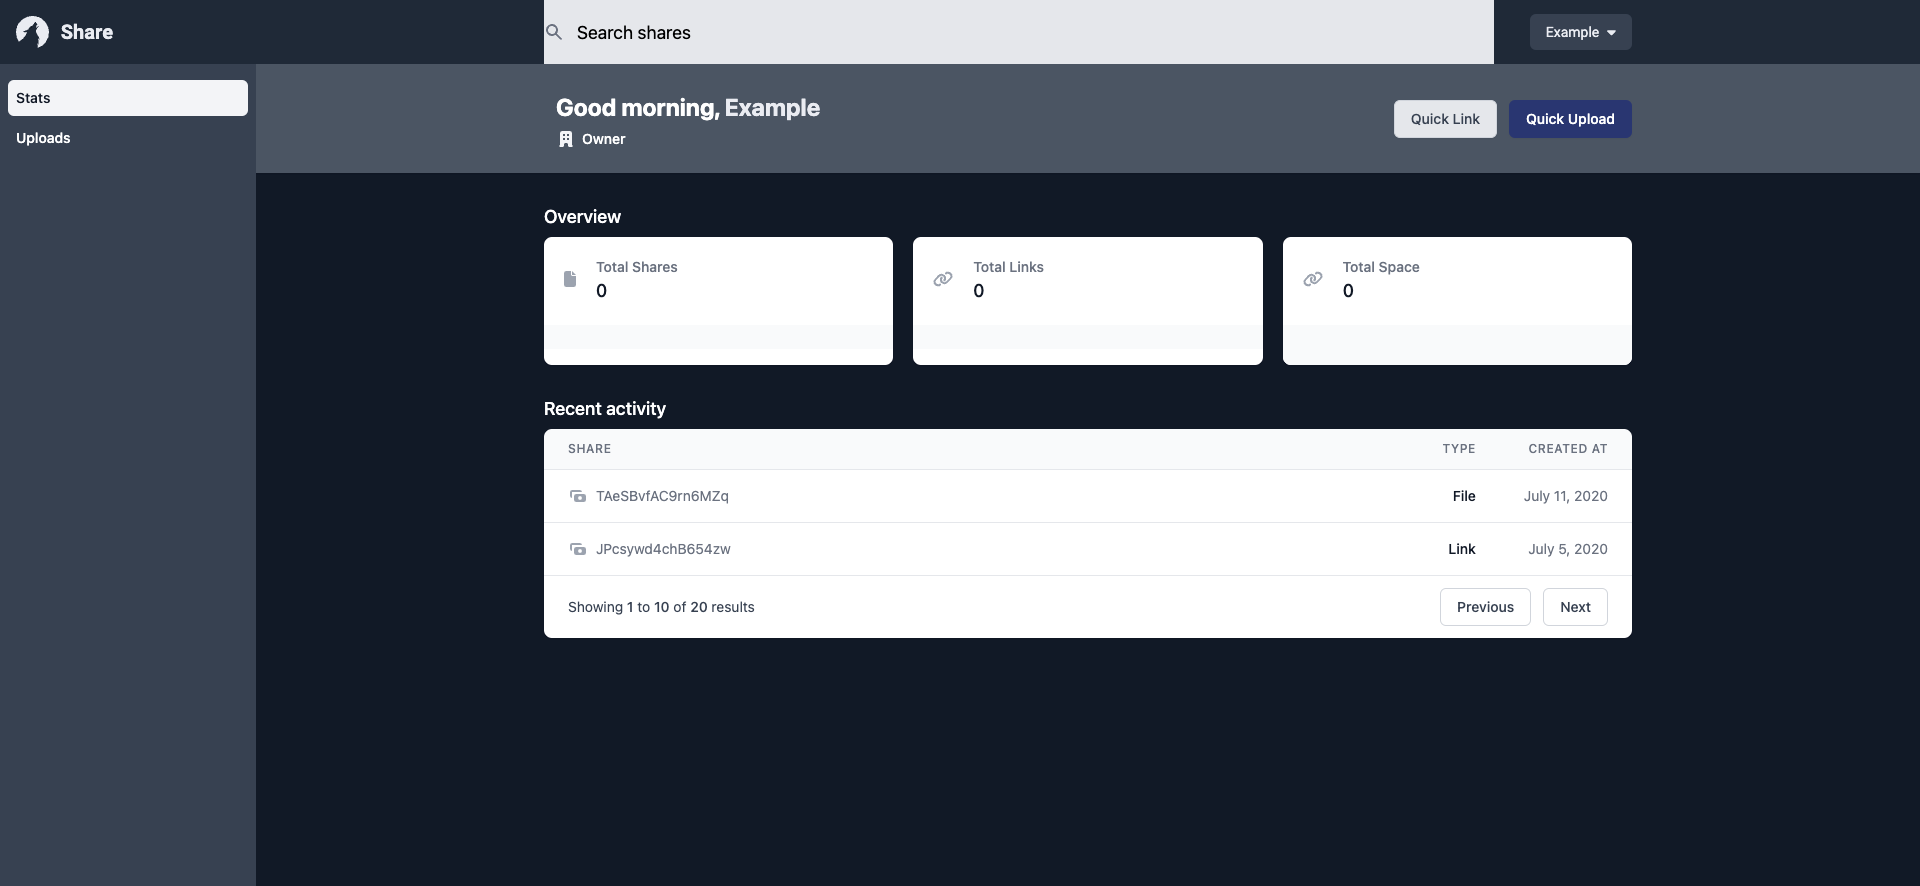 Share
Search shares
Example
Stats
Uploads
Good morning, Example
Owner
Quick Link
Quick Upload
Overview
Total Shares
0
Total Links
0
Total Space
0
Recent activity
SHARE TYPE CREATED AT
TAeSBvfAC9rn6MZq File July 11, 2020
JPcsywd4chB654zw Link July 5, 2020
Showing 1 to 10 of 20 results
Previous
Next